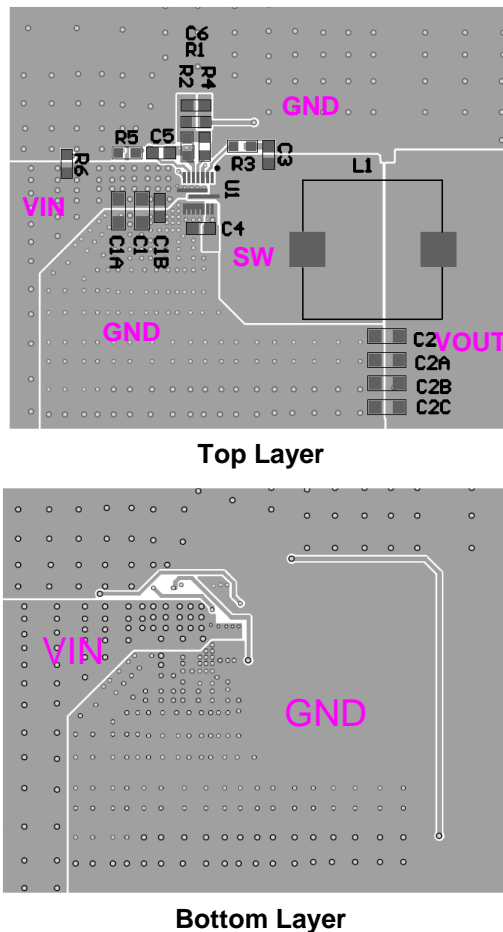 C6
R1
R2
R4
GND
R5
C5
R3
C3
L1
R6
U1
VIN
C1A
C1
C1B
C4
SW
GND
C2
VOUT
C2A
C2B
C2C
Top Layer
VIN
GND
Bottom Layer